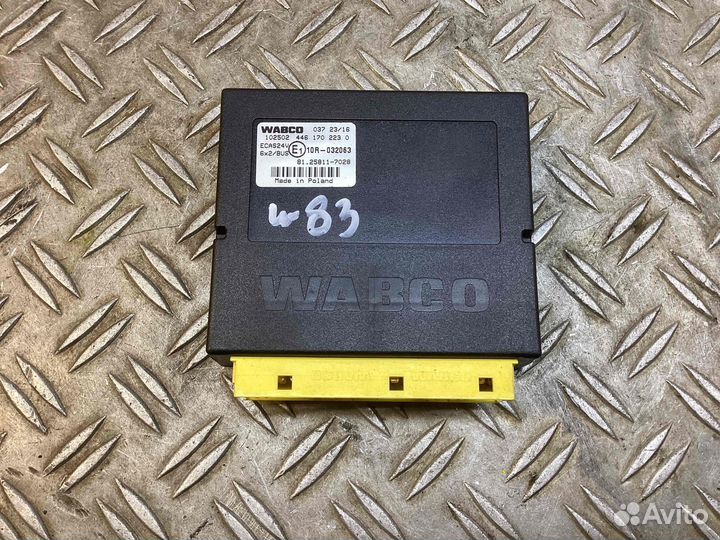 WABCO 037 23/16
102502 446 170 223 0
ECAS24V
6x2/BUS E1 10R-032063
81.25811-7028
Made in Poland
w83
WABCO
Avito